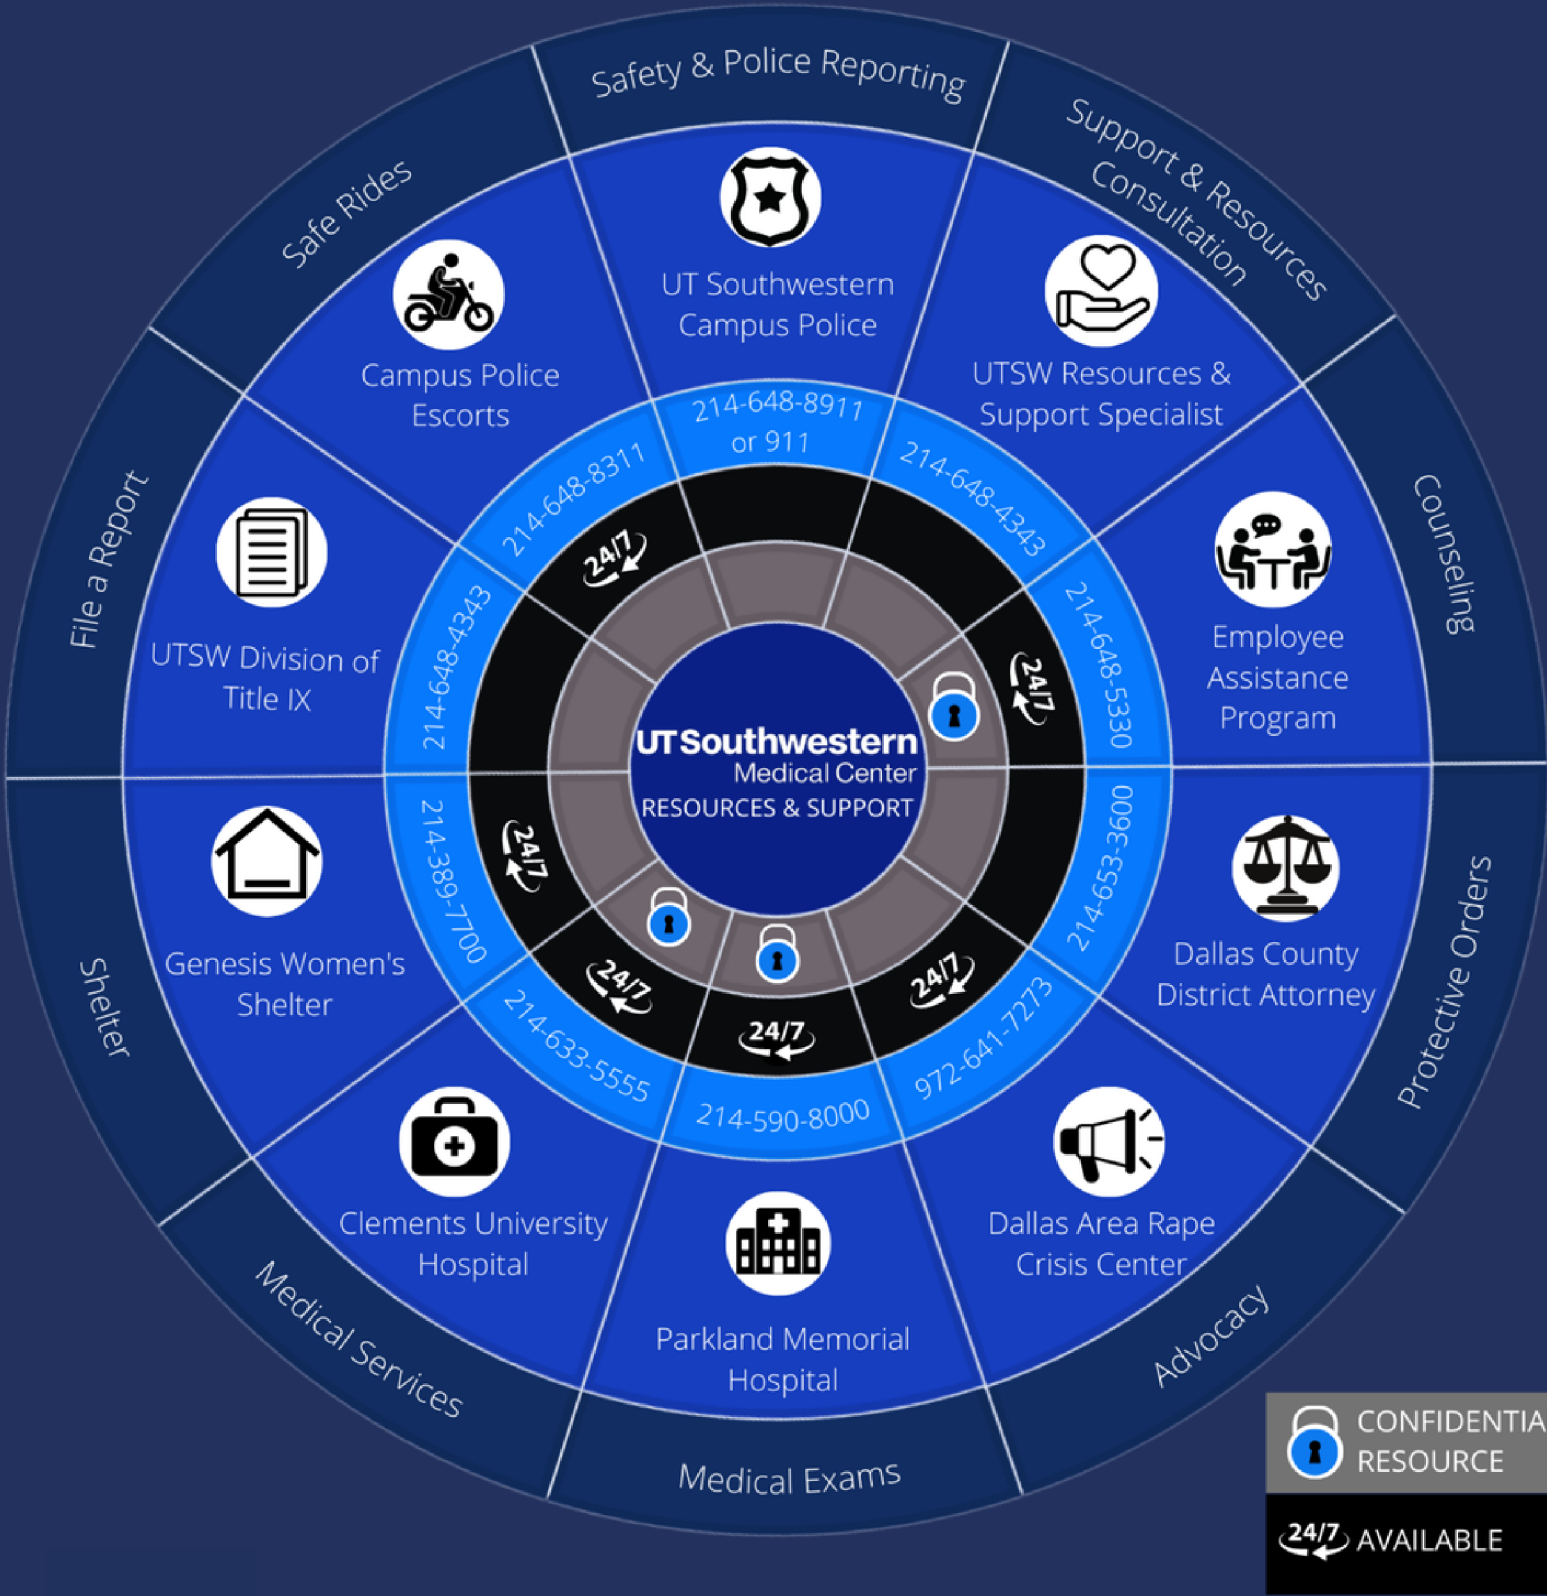 Safety & Police Reporting
UT Southwestern
Campus Police
214-648-8911
or 911
Support & Resources
Consultation
UTSW Resources &
Support Specialist
214-648-4343
Counseling
Employee
Assistance
Program
214-648-5330
24/7
Protective Orders
Dallas County
District Attorney
214-653-3600
Advocacy
Dallas Area Rape
Crisis Center
972-641-7273
24/7
Medical Exams
Parkland Memorial
Hospital
214-590-8000
24/7
Medical Services
Clements University
Hospital
214-633-5555
24/7
Shelter
Genesis Women's
Shelter
214-389-7700
24/7
File a Report
UTSW Division of
Title IX
214-648-4343
Safe Rides
Campus Police
Escorts
214-648-8311
24/7
UT Southwestern
Medical Center
RESOURCES & SUPPORT
CONFIDENTIA
RESOURCE
24/7 AVAILABLE